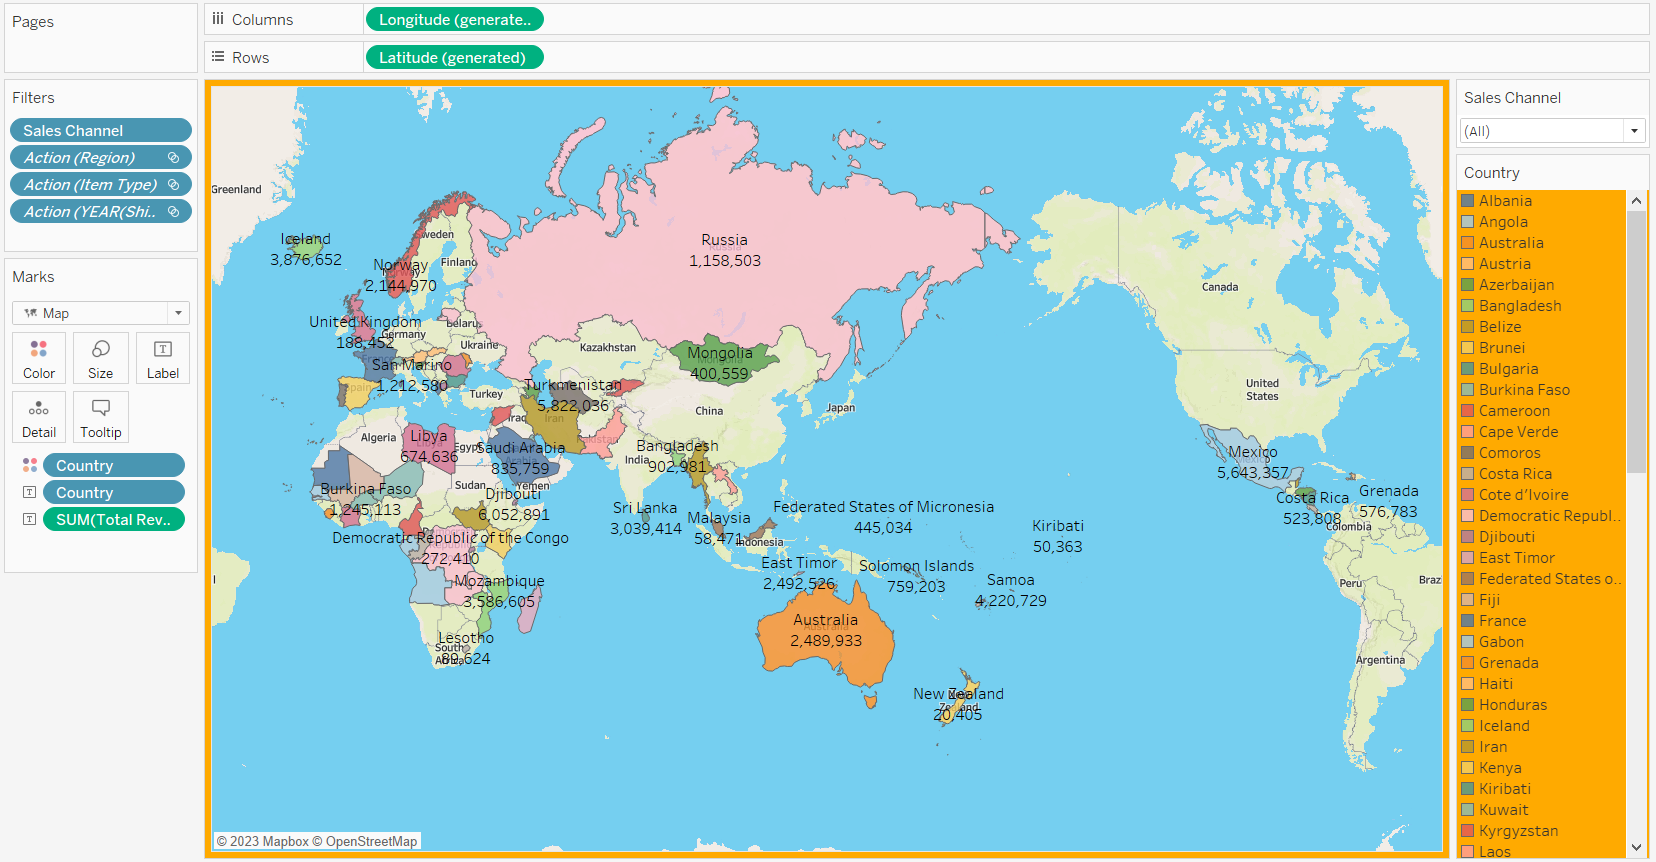 Pages
Columns
Longitude (generate..
Rows
Latitude (generated)
Filters
Sales Channel
Action (Region)
Action (Item Type)
Action (YEAR(Shi..
Marks
Map
Color
Size
Label
Detail
Tooltip
Country
Country
SUM(Total Rev..
Greenland
Iceland
3,876,652
Sweden
Finland
Norway
2,144,970
Russia
1,158,503
Canada
United Kingdom
188,452
Belarus
Germany
Ukraine
France
San Marino
1,212,580
Spain
Kazakhstan
Mongolia
400,559
Turkey
Turkmenistan
5,822,036
China
Japan
United
States
Iraq
Iran
Algeria
Libya
674,636
Egypt
Saudi Arabia
835,759
Pakistan
India
Bangladesh
902,981
Mexico
5,643,357
Burkina Faso
1,245,113
Sudan
Yemen
Djibouti
6,052,891
Sri Lanka
3,039,414
Malaysia
58,471
Indonesia
Federated States of Micronesia
445,034
Kiribati
50,363
Costa Rica
523,808
Grenada
576,783
Colombia
Democratic Republic of the Congo
272,410
East Timor
2,492,526
Solomon Islands
759,203
Samoa
4,220,729
Mozambique
3,586,605
Peru
Braz
Australia
2,489,933
Lesotho
89,624
South
Africa
Argentina
New Zealand
20,405
© 2023 Mapbox © OpenStreetMap
Sales Channel
(All)
Country
Albania
Angola
Australia
Austria
Azerbaijan
Bangladesh
Belize
Brunei
Bulgaria
Burkina Faso
Cameroon
Cape Verde
Comoros
Costa Rica
Cote d'Ivoire
Democratic Republ..
Djibouti
East Timor
Federated States o..
Fiji
France
Gabon
Grenada
Haiti
Honduras
Iceland
Iran
Kenya
Kiribati
Kuwait
Kyrgyzstan
Laos